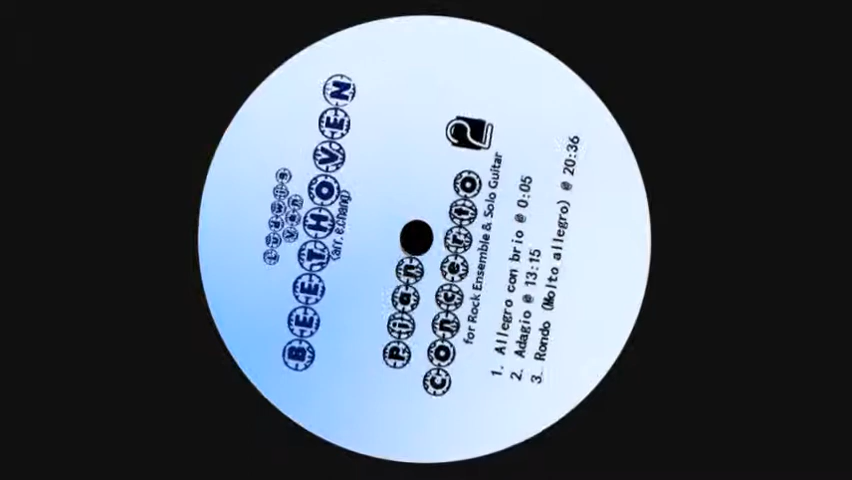 Ludwig
Van
BEETHOVEN
(arr. e.chang)
Piano
Concerto 2
for Rock Ensemble & Solo Guitar
1. Allegro con brio @ 0:05
2. Adagio @ 13:15
3. Rondo (Molto allegro) @ 20:36